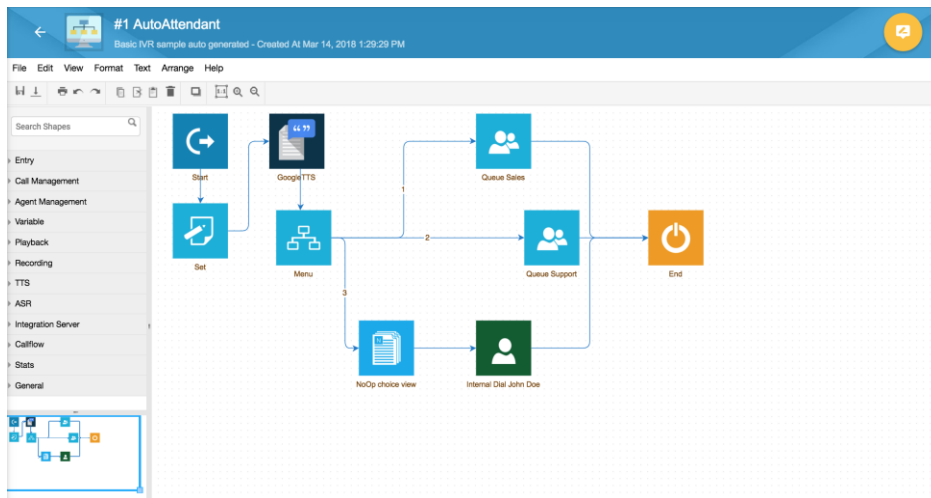 #1 AutoAttendant
Basic IVR sample auto generated - Created At Mar 14, 2018 1:29:29 PM
File Edit View Format Text Arrange Help
1:1
Search Shapes
Entry
Call Management
Agent Management
Variable
Playback
Recording
TTS
ASR
Integration Server
Callflow
Stats
General
Start
GoogleTTS
Queue Sales
1
Set
Menu
2
Queue Support
End
3
NoOp choice view
Internal Dial John Doe